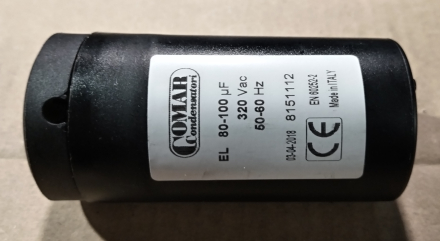 COMAR
Condensatori
EL 80-100 µF
320 Vac
50-60 Hz
03-04-2018 8151112
EN 60252-2
Made in ITALY
CE